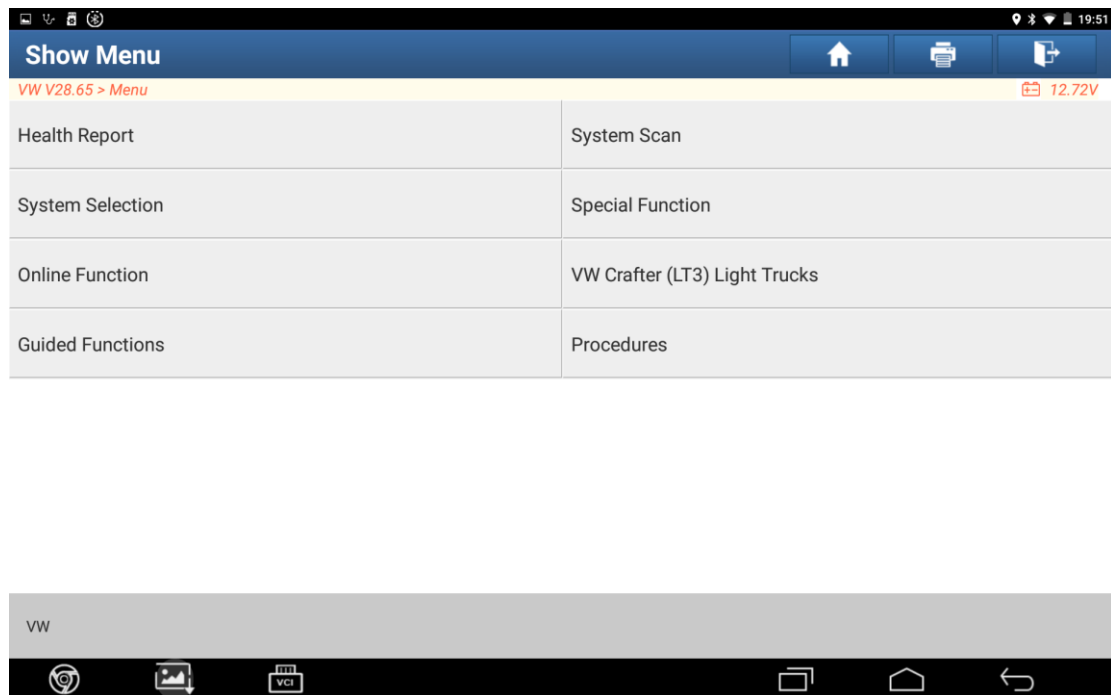 19:51
Show Menu
VW V28.65 > Menu
12.72V
Health Report
System Scan
System Selection
Special Function
Online Function
VW Crafter (LT3) Light Trucks
Guided Functions
Procedures
VW
VCI